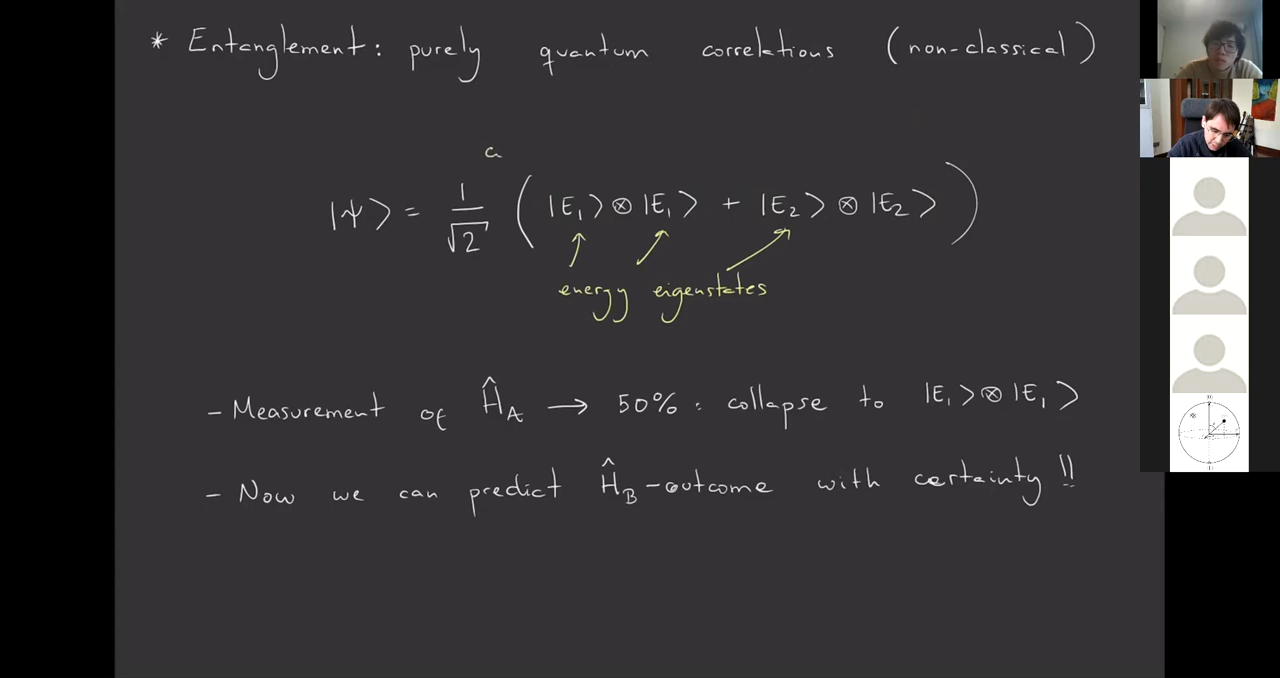 * Entanglement: purely quantum correlations (non-classical)
a
|Ψ⟩ = 1/√2 ( |E₁⟩ ⊗ |E₁⟩ + |E₂⟩ ⊗ |E₂⟩ )
energy eigenstates
- Measurement of Ĥ_A → 50% : collapse to |E₁⟩ ⊗ |E₁⟩
- Now we can predict Ĥ_B-outcome with certainty !!